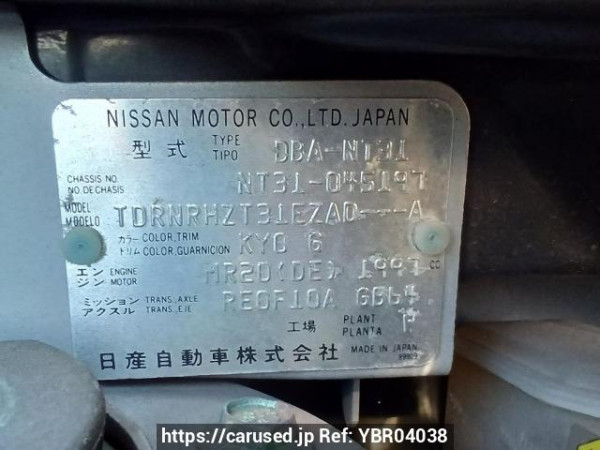 NISSAN MOTOR CO.,LTD. JAPAN
型式 TYPE TIPO DBA-NT31
CHASSIS NO. NO. DE CHASIS NT31-045197
MODEL MODELO TDRNRHZT31EZAD---A
カラー COLOR, TRIM トリム COLOR, GUARNICION KY0 G
エンジン ENGINE MOTOR MR20(DE) 1997 CC
ミッション アクスル TRANS. AXLE TRANS. EJE RE0F10A GB64
工場 PLANT PLANTA
日産自動車株式会社 MADE IN JAPAN
https://carused.jp Ref: YBR04038